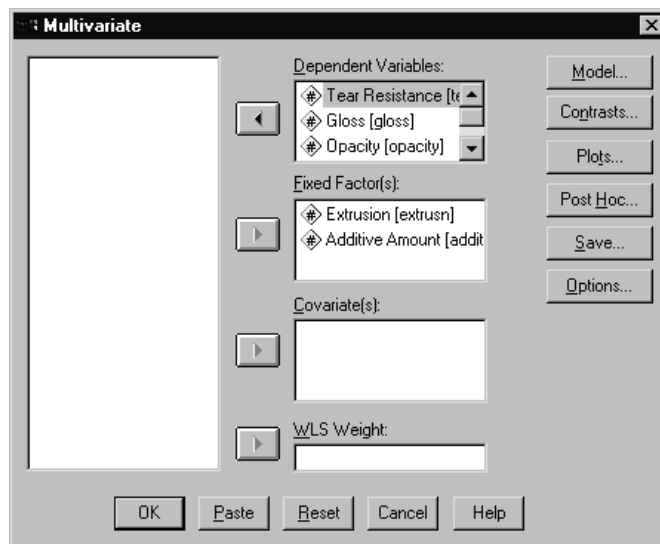 Multivariate
Dependent Variables:
Tear Resistance [te
Gloss [gloss]
Opacity [opacity]
Fixed Factor(s):
Extrusion [extrusn]
Additive Amount [addit
Covariate(s):
WLS Weight:
Model...
Contrasts...
Plots...
Post Hoc...
Save...
Options...
OK
Paste
Reset
Cancel
Help